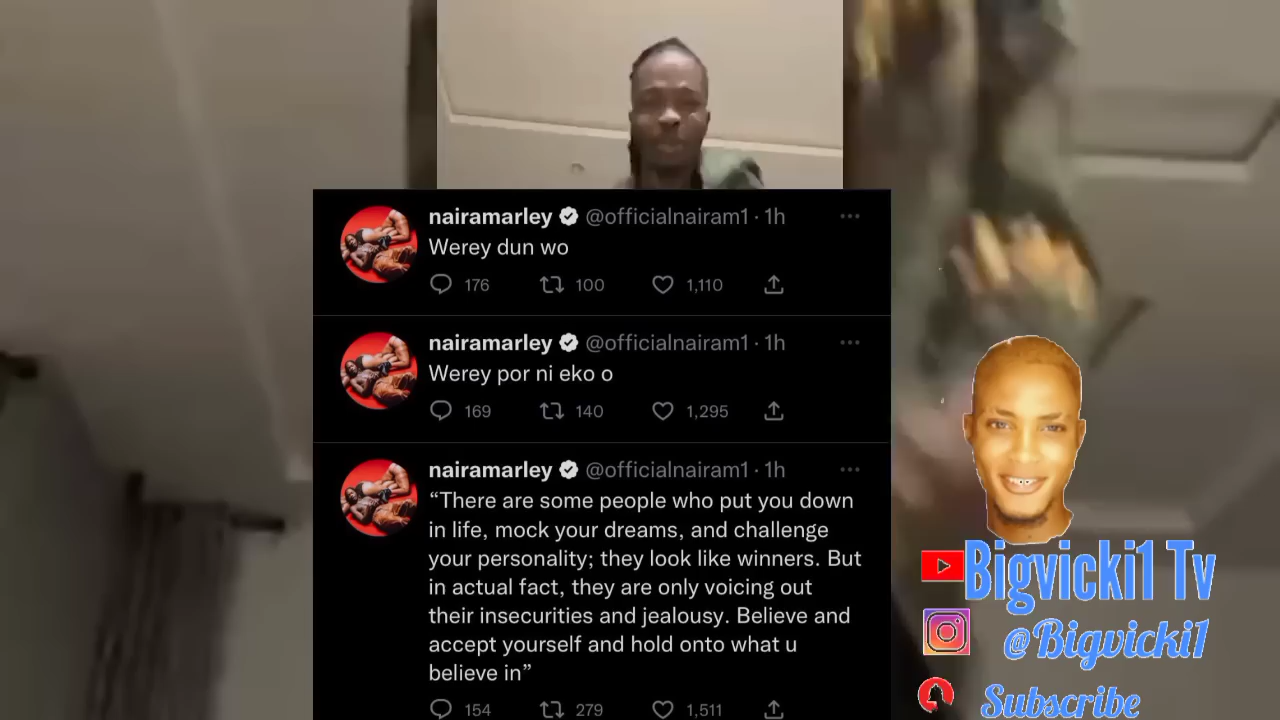 nairamarley @officialnairam1 · 1h
Werey dun wo
176 100 1,110
nairamarley @officialnairam1 · 1h
Werey por ni eko o
169 140 1,295
nairamarley @officialnairam1 · 1h
“There are some people who put you down
in life, mock your dreams, and challenge
your personality; they look like winners. But
in actual fact, they are only voicing out
their insecurities and jealousy. Believe and
accept yourself and hold onto what u
believe in”
154 279 1,511
Bigvicki1 Tv
@Bigvicki1
Subscribe